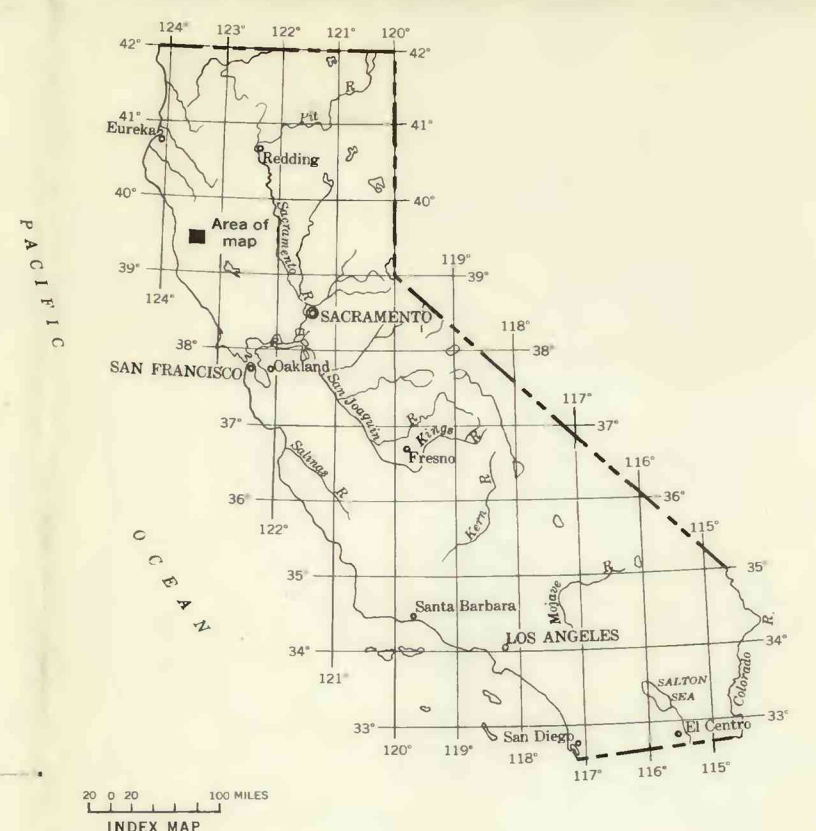 124° 123° 122° 121° 120°
42° 42°
R
41° Pit 41°
Eureka
Redding
40° 40°
Sacramento
R
Area of
map
PACIFIC
119°
39° 39°
124°
SACRAMENTO
118°
38° 38°
SAN FRANCISCO Oakland
San Joaquin
R
117°
37° 37°
Kings
R
Fresno
116°
Salinas
R
R
36° 36°
122°
Kern
115°
OCEAN
35° 35°
R
Mojave
Santa Barbara
R.
LOS ANGELES
34° 34°
121°
SALTON
SEA
Colorado
33° 33°
El Centro
San Diego
120° 119° 118° 117° 116° 115°
20 0 20 100 MILES
INDEX MAP